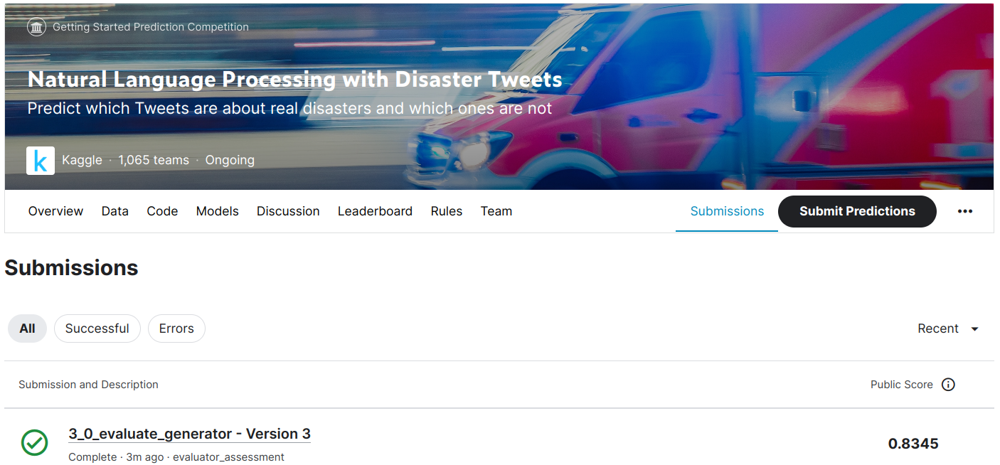 Getting Started Prediction Competition
Natural Language Processing with Disaster Tweets
Predict which Tweets are about real disasters and which ones are not
k Kaggle · 1,065 teams · Ongoing
Overview Data Code Models Discussion Leaderboard Rules Team Submissions Submit Predictions •••
Submissions
All Successful Errors Recent
Submission and Description Public Score
3_0_evaluate_generator - Version 3
Complete · 3m ago · evaluator_assessment
0.8345